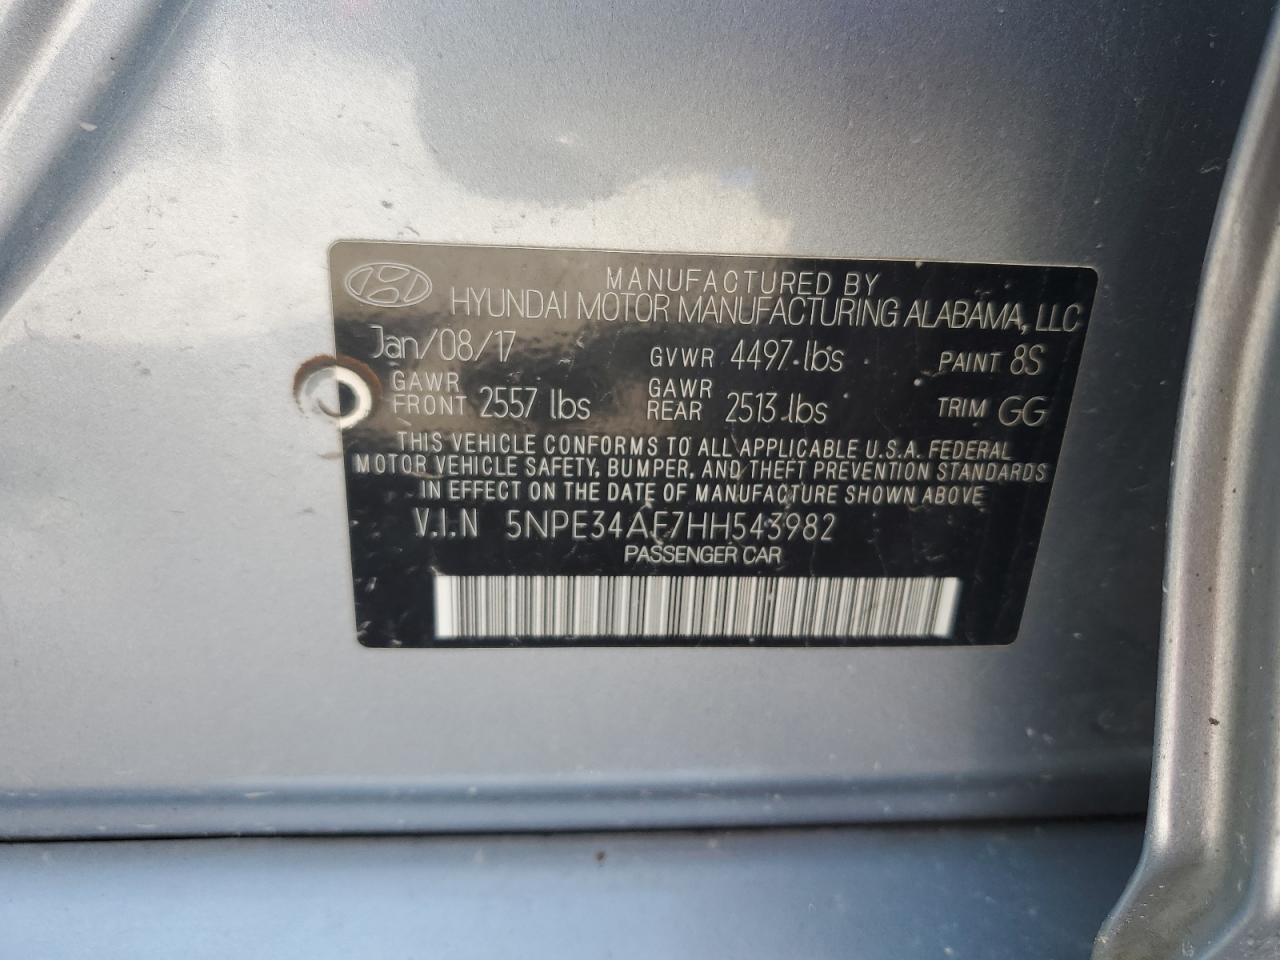 MANUFACTURED BY
HYUNDAI MOTOR MANUFACTURING ALABAMA, LLC
Jan/08/17 GVWR 4497 lbs PAINT 8S
GAWR FRONT 2557 lbs GAWR REAR 2513 lbs TRIM GG
THIS VEHICLE CONFORMS TO ALL APPLICABLE U.S.A. FEDERAL
MOTOR VEHICLE SAFETY, BUMPER, AND THEFT PREVENTION STANDARDS
IN EFFECT ON THE DATE OF MANUFACTURE SHOWN ABOVE
V.I.N 5NPE34AF7HH543982
PASSENGER CAR